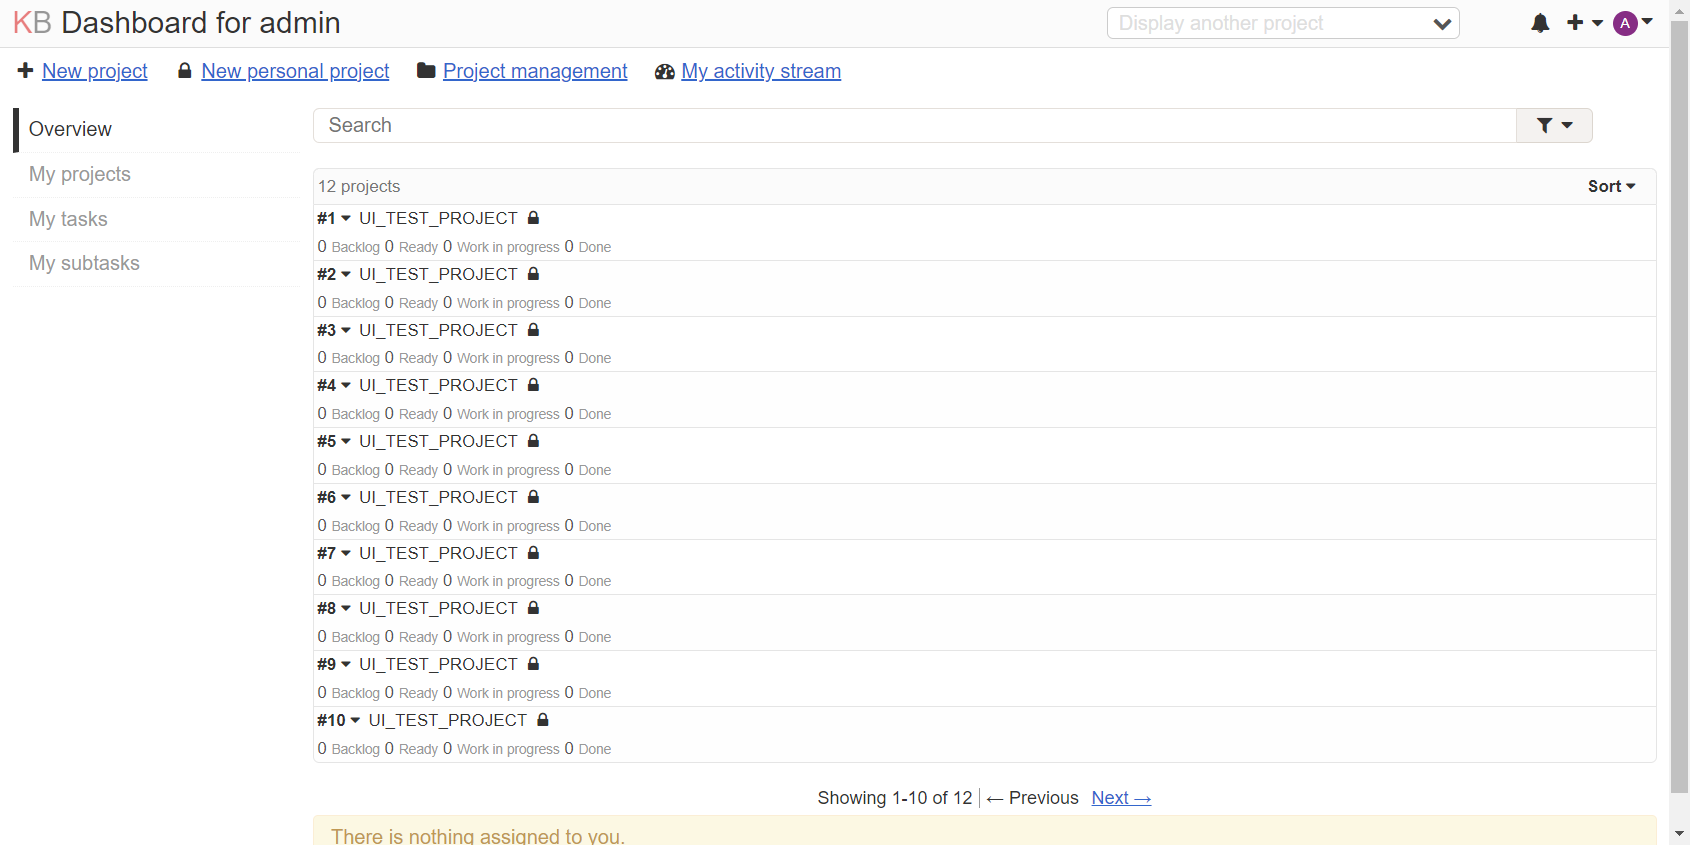 KB Dashboard for admin
Display another project
A
New project New personal project Project management My activity stream
Overview
My projects
My tasks
My subtasks
Search
12 projects Sort
#1 UI_TEST_PROJECT
0 Backlog 0 Ready 0 Work in progress 0 Done
#2 UI_TEST_PROJECT
0 Backlog 0 Ready 0 Work in progress 0 Done
#3 UI_TEST_PROJECT
0 Backlog 0 Ready 0 Work in progress 0 Done
#4 UI_TEST_PROJECT
0 Backlog 0 Ready 0 Work in progress 0 Done
#5 UI_TEST_PROJECT
0 Backlog 0 Ready 0 Work in progress 0 Done
#6 UI_TEST_PROJECT
0 Backlog 0 Ready 0 Work in progress 0 Done
#7 UI_TEST_PROJECT
0 Backlog 0 Ready 0 Work in progress 0 Done
#8 UI_TEST_PROJECT
0 Backlog 0 Ready 0 Work in progress 0 Done
#9 UI_TEST_PROJECT
0 Backlog 0 Ready 0 Work in progress 0 Done
#10 UI_TEST_PROJECT
0 Backlog 0 Ready 0 Work in progress 0 Done
Showing 1-10 of 12 ← Previous Next →
There is nothing assigned to you.